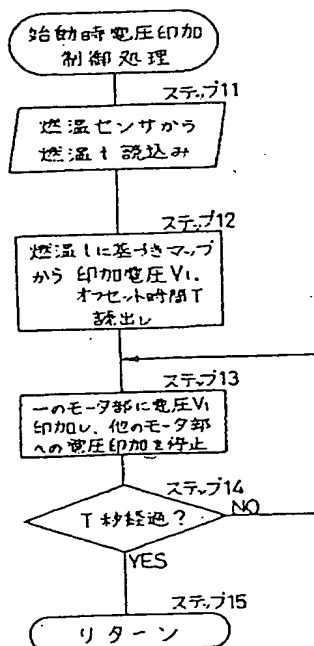 始動時電圧印加
制御処理
ステップ11
燃温センサから
燃温t読込み
ステップ12
燃温tに基づきマップ
から印加電圧V₁、
オフセット時間T
読出し
ステップ13
一のモータ部に電圧V₁
印加し、他のモータ部
への電圧印加を停止
ステップ14
T秒経過?
NO
YES
ステップ15
リターン